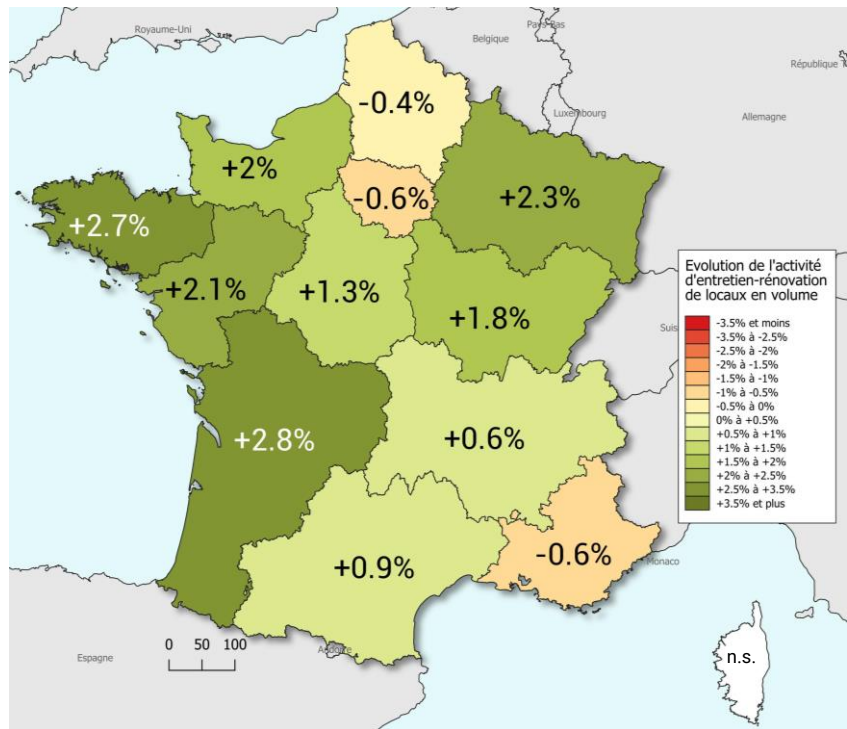 Royaume-Uni
Pays-Bas
Belgique
République
Luxembourg
Allemagne
-0.4%
+2%
-0.6%
+2.3%
+2.7%
+2.1%
+1.3%
+1.8%
Suis
Evolution de l'activité
d'entretien-rénovation
de locaux en volume
-3.5% et moins
-3.5% à -2.5%
-2.5% à -2%
-2% à -1.5%
-1.5% à -1%
-1% à -0.5%
-0.5% à 0%
0% à +0.5%
+0.5% à +1%
+1% à +1.5%
+1.5% à +2%
+2% à +2.5%
+2.5% à +3.5%
+3.5% et plus
+2.8%
+0.6%
+0.9%
-0.6%
Monaco
0 50 100
Espagne
Andorre
n.s.